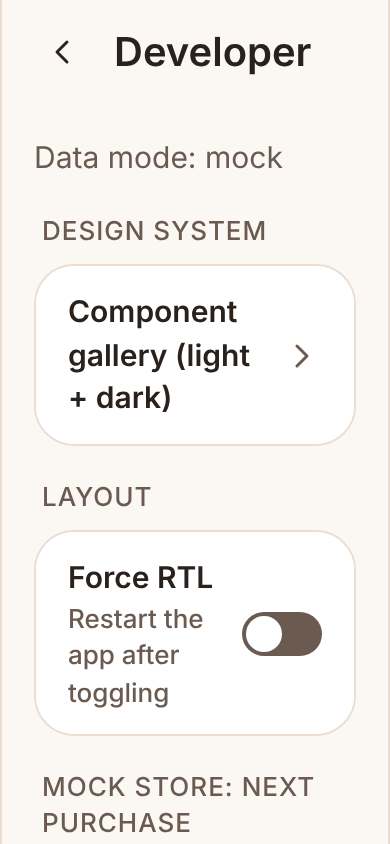 Developer
Data mode: mock
DESIGN SYSTEM
Component
gallery (light
+ dark)
LAYOUT
Force RTL
Restart the
app after
toggling
MOCK STORE: NEXT
PURCHASE